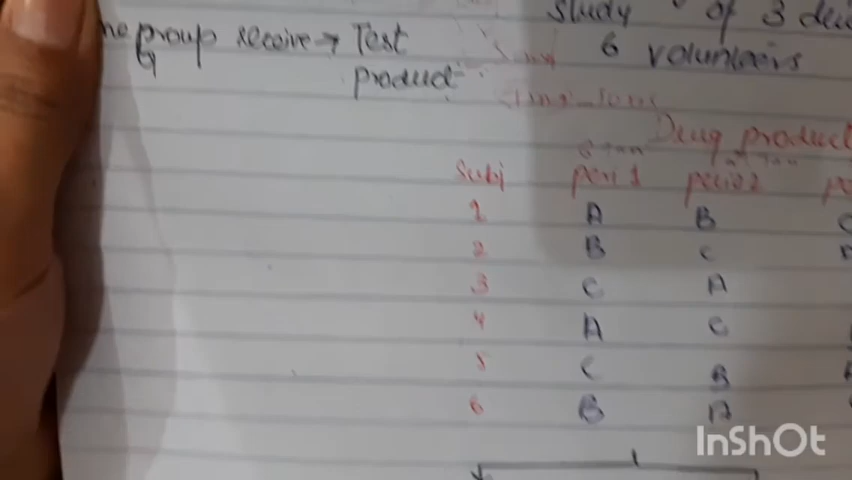 group receive → Test
product
study of 3
6 volunteers
Drug product
Subj peri 1 period 2
1 A B
2 B C
3 C A
4 A C
5 C B
6 B A
InShOt